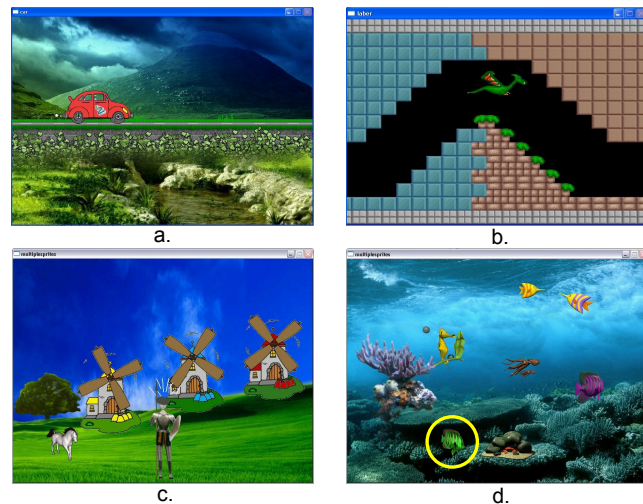 car
laber
a.
b.
multiplesprites
multiplesprites
c.
d.